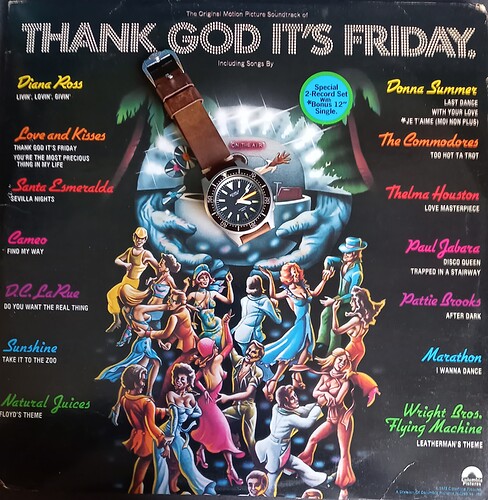 The Original Motion Picture Soundtrack of
THANK GOD IT'S FRIDAY.
Including Songs By
Diana Ross
LIVIN', LOVIN', GIVIN'
Love and Kisses
THANK GOD IT'S FRIDAY
YOU'RE THE MOST PRECIOUS
THING IN MY LIFE
Santa Esmeralda
SEVILLA NIGHTS
Cameo
FIND MY WAY
D.C. LaRue
DO YOU WANT THE REAL THING
Sunshine
TAKE IT TO THE ZOO
Natural Juices
FLOYD'S THEME
Special
2-Record Set
With
*Bonus 12"
Single.
ON THE AIR
Donna Summer
LAST DANCE
WITH YOUR LOVE
*JE T'AIME (MOI NON PLUS)
The Commodores
TOO HOT TA TROT
Thelma Houston
LOVE MASTERPIECE
Paul Jabara
DISCO QUEEN
TRAPPED IN A STAIRWAY
Pattie Brooks
AFTER DARK
Marathon
I WANNA DANCE
Wright Bros.
Flying Machine
LEATHERMAN'S THEME
Columbia
Pictures